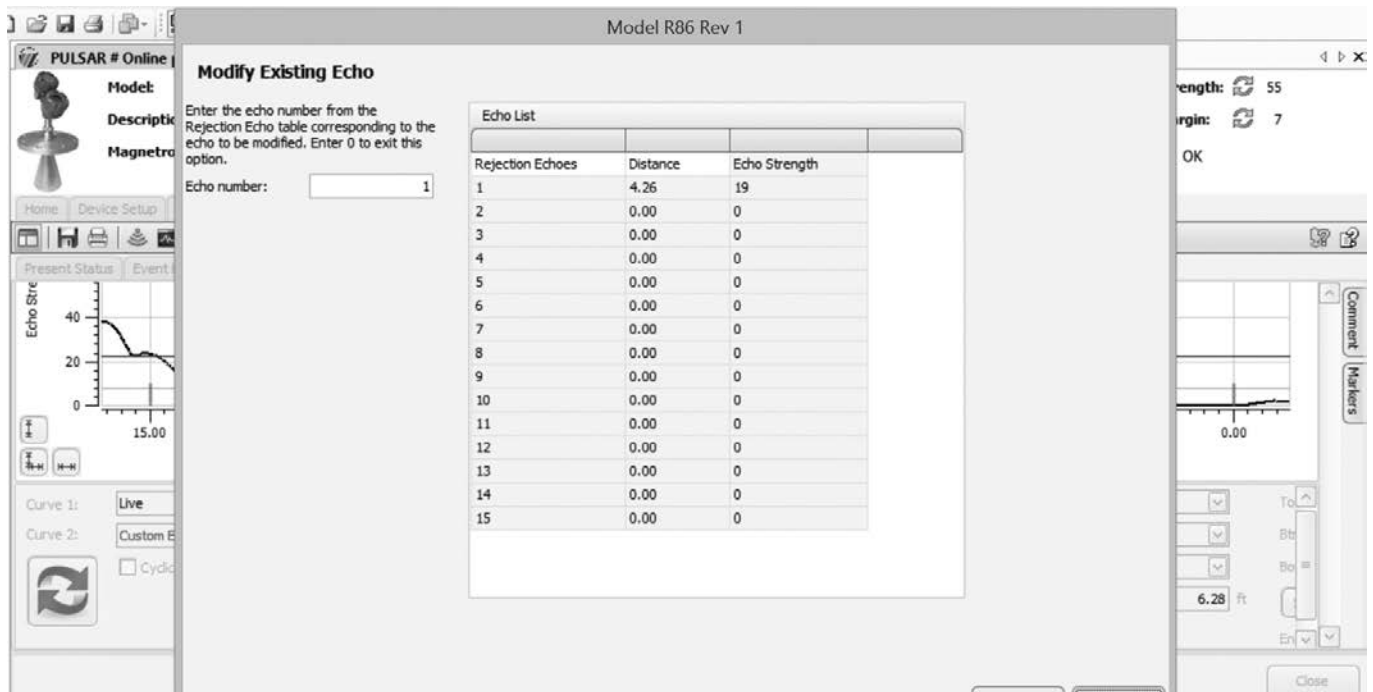 Model R86 Rev 1
PULSAR # Online
Model:
Magnetro
Home Device Setup
Present Status Event
Echo Stre
40
20
0
15.00
Curve 1: Live
Curve 2: Custom E
Cyclic
Modify Existing Echo
Enter the echo number from the
Rejection Echo table corresponding to the
echo to be modified. Enter 0 to exit this
option.
Echo number: 1
Echo List
Rejection Echoes Distance Echo Strength
1 4.26 19
2 0.00 0
3 0.00 0
4 0.00 0
5 0.00 0
6 0.00 0
7 0.00 0
8 0.00 0
9 0.00 0
10 0.00 0
11 0.00 0
12 0.00 0
13 0.00 0
14 0.00 0
15 0.00 0
ength: 55
rgin: 7
OK
Comment
Markers
0.00
To
Bo
6.28 ft
En
Close